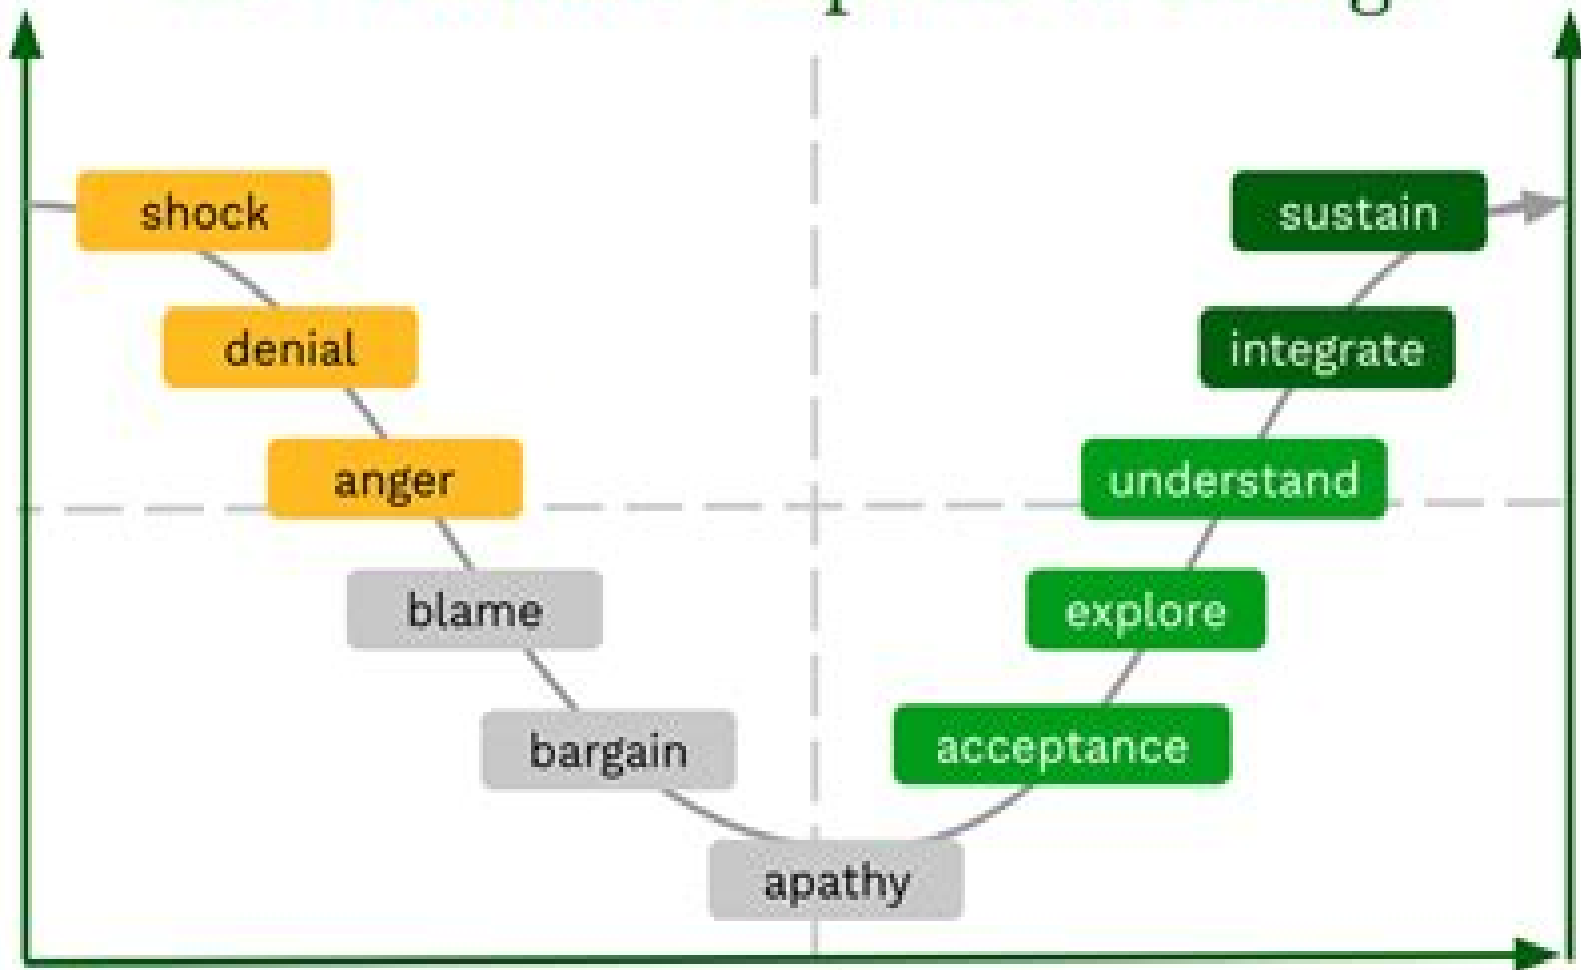 shock
denial
anger
blame
bargain
apathy
acceptance
explore
understand
integrate
sustain